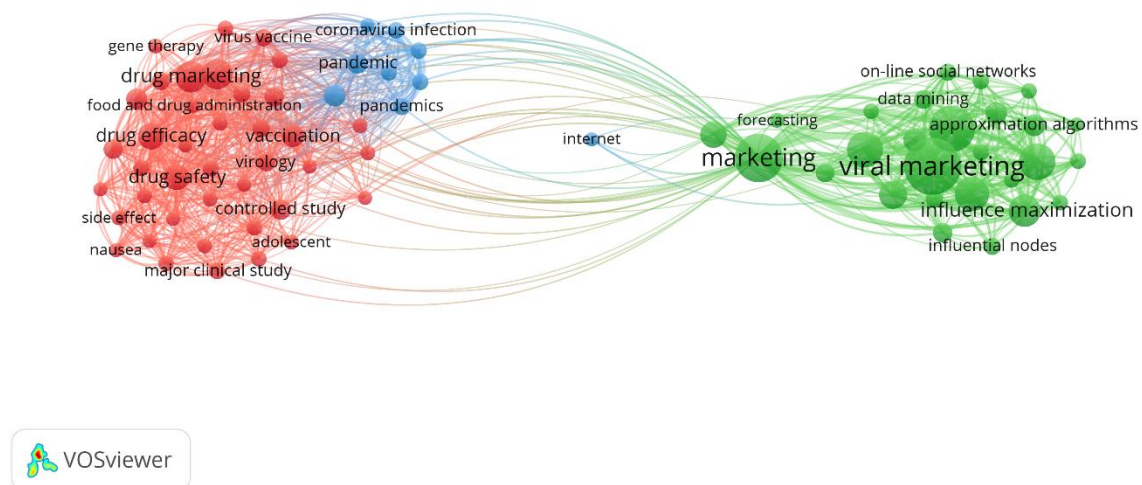 coronavirus infection
virus vaccine
gene therapy
pandemic
drug marketing
food and drug administration
pandemics
drug efficacy
vaccination
virology
drug safety
controlled study
side effect
adolescent
nausea
major clinical study
internet
on-line social networks
data mining
forecasting
approximation algorithms
marketing
viral marketing
influence maximization
influential nodes
VOSviewer